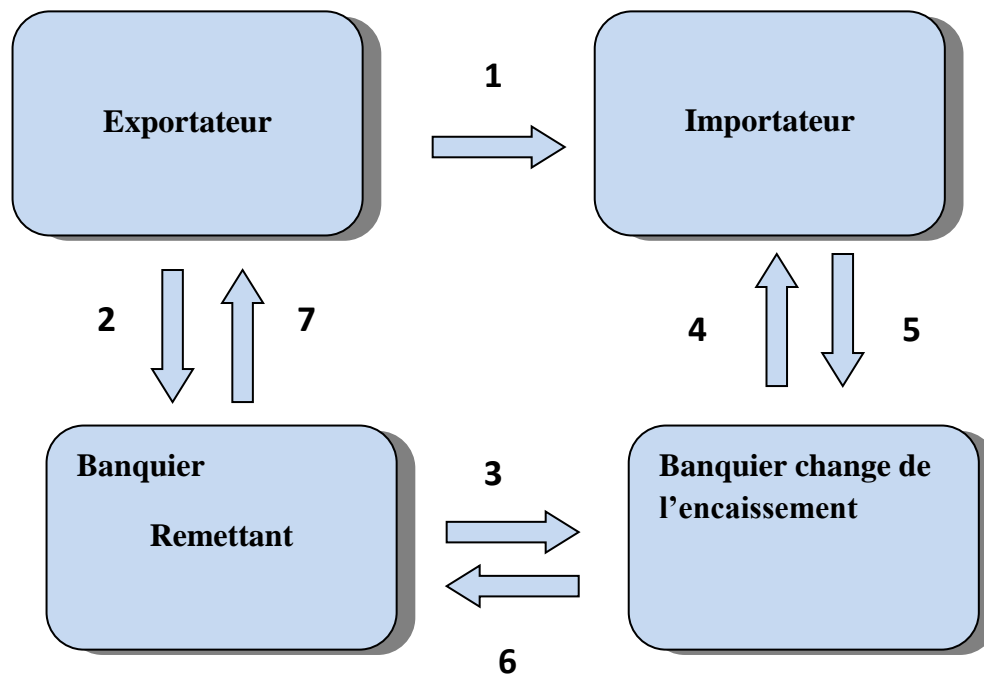 1
Exportateur
Importateur
2
7
4
5
Banquier
Remettant
3
Banquier change de
l'encaissement
6